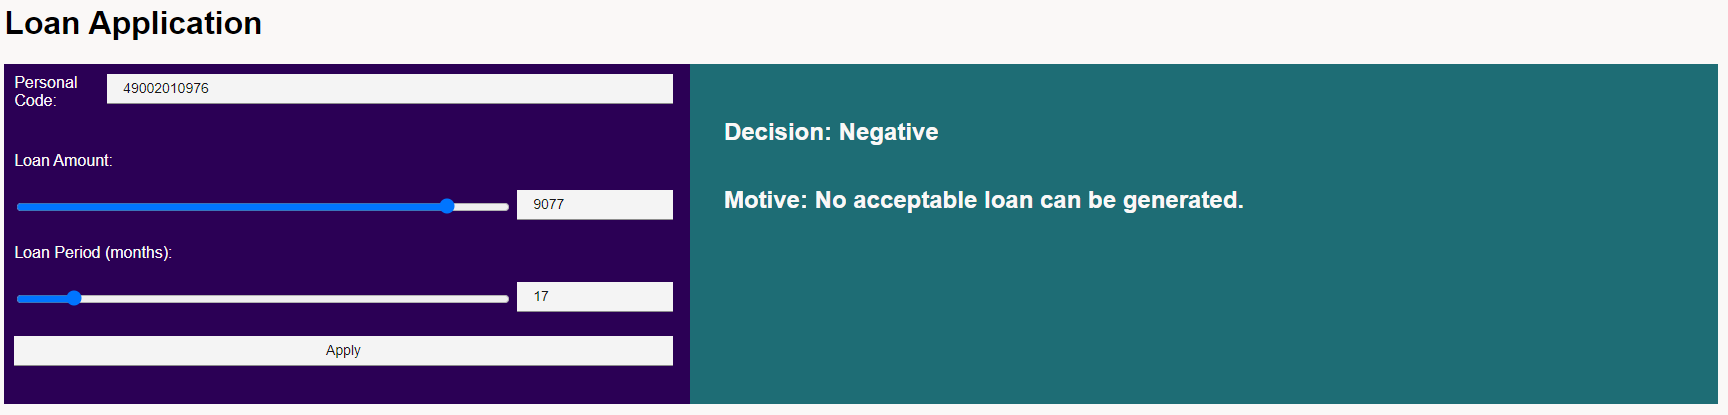 Loan Application
Personal
Code:
49002010976
Loan Amount:
9077
Loan Period (months):
17
Apply
Decision: Negative
Motive: No acceptable loan can be generated.